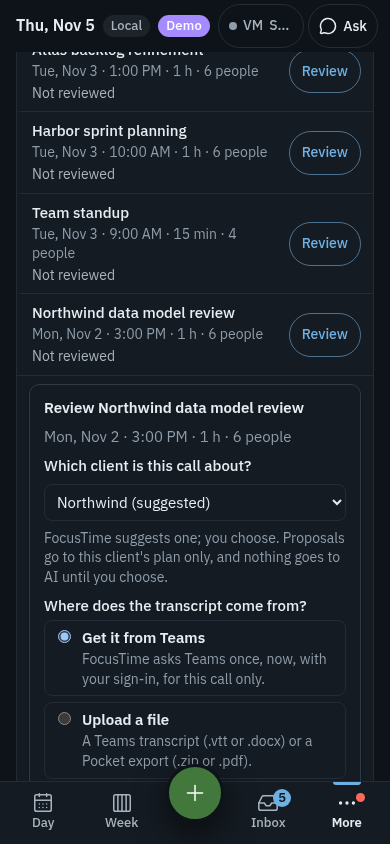 Thu, Nov 5 Local Demo VM S... Ask
Atlas backlog refinement
Tue, Nov 3 · 1:00 PM · 1 h · 6 people
Not reviewed
Review
Harbor sprint planning
Tue, Nov 3 · 10:00 AM · 1 h · 6 people
Not reviewed
Review
Team standup
Tue, Nov 3 · 9:00 AM · 15 min · 4
people
Not reviewed
Review
Northwind data model review
Mon, Nov 2 · 3:00 PM · 1 h · 6 people
Not reviewed
Review
Review Northwind data model review
Mon, Nov 2 · 3:00 PM · 1 h · 6 people
Which client is this call about?
Northwind (suggested)
FocusTime suggests one; you choose. Proposals
go to this client's plan only, and nothing goes to
AI until you choose.
Where does the transcript come from?
Get it from Teams
FocusTime asks Teams once, now, with
your sign-in, for this call only.
Upload a file
A Teams transcript (.vtt or .docx) or a
Pocket export (.zip or .pdf).
Day Week + Inbox 5 More